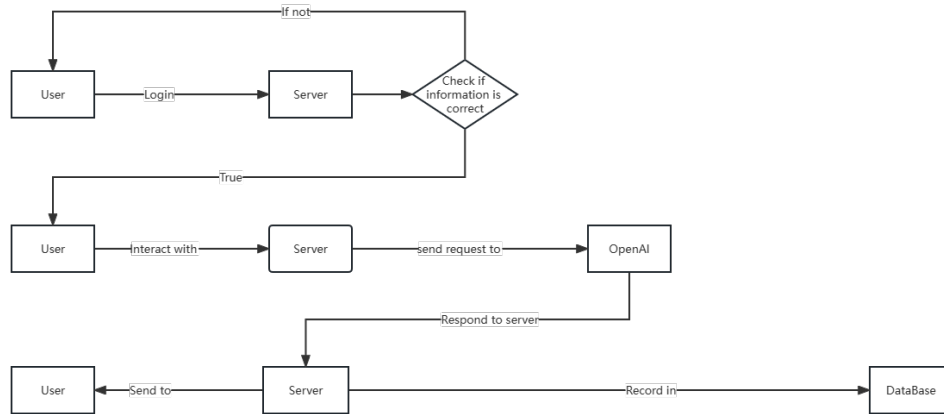 If not
User
Login
Server
Check if
information is
correct
True
User
Interact with
Server
send request to
OpenAI
Respond to server
User
Send to
Server
Record in
DataBase